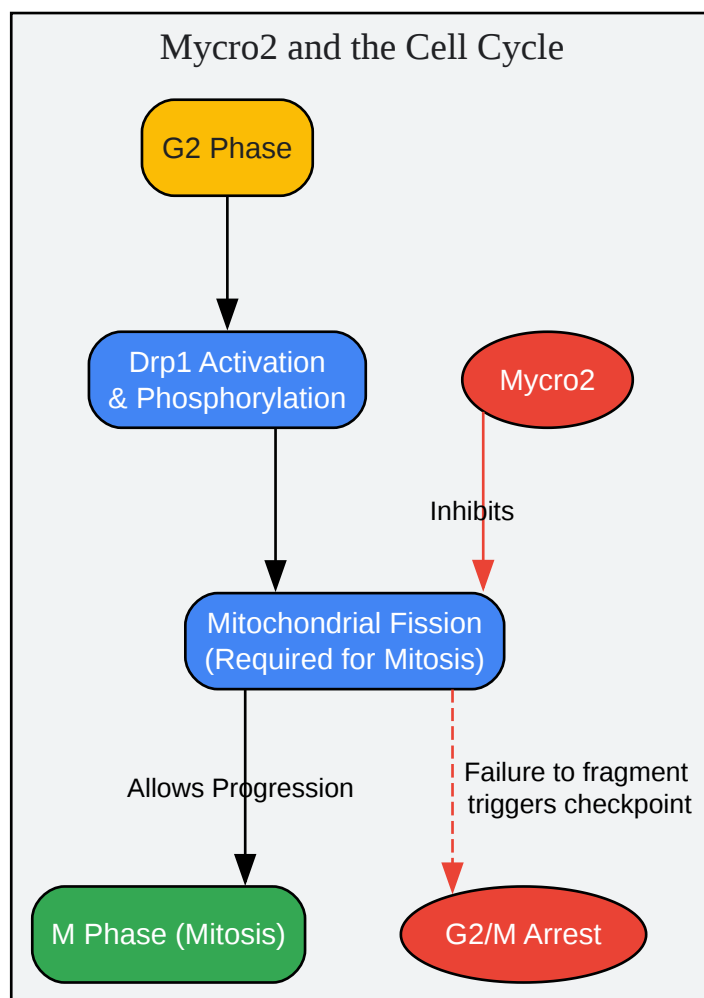 Mycro2 and the Cell Cycle
G2 Phase
Drp1 Activation
& Phosphorylation
Mycro2
Inhibits
Mitochondrial Fission
(Required for Mitosis)
Allows Progression
Failure to fragment
triggers checkpoint
M Phase (Mitosis)
G2/M Arrest